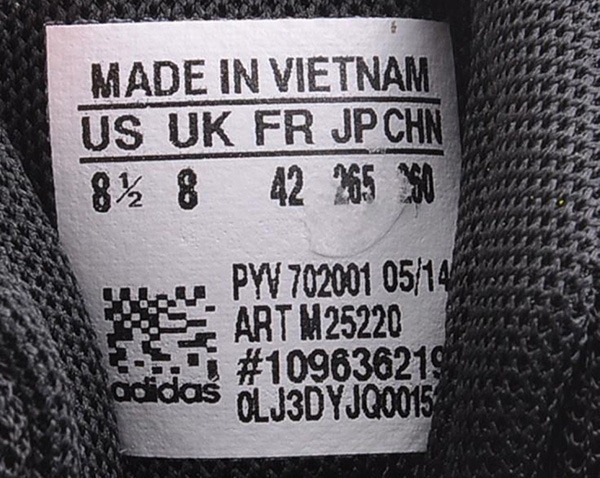 MADE IN VIETNAM
US UK FR JP CHN
8½ 8 42 265 260
PYV 702001 05/14
ART M25220
#109636219
adidas 0LJ3DYJQ00153